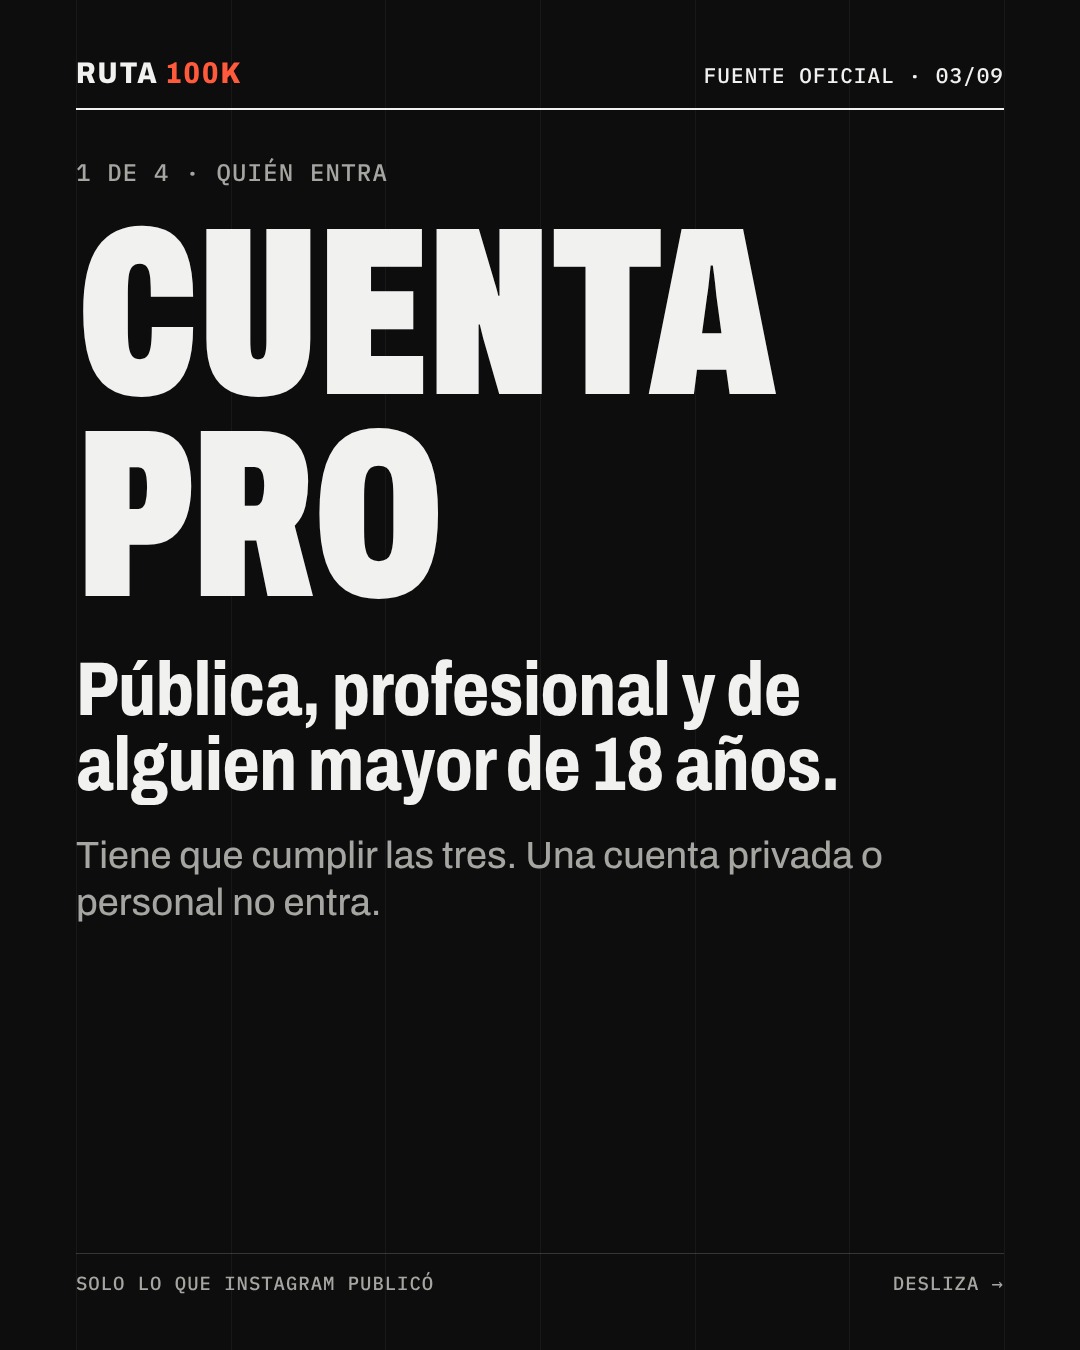 RUTA 100K
FUENTE OFICIAL · 03/09
1 DE 4 · QUIÉN ENTRA
CUENTA
PRO
Pública, profesional y de
alguien mayor de 18 años.
Tiene que cumplir las tres. Una cuenta privada o
personal no entra.
SOLO LO QUE INSTAGRAM PUBLICÓ
DESLIZA →